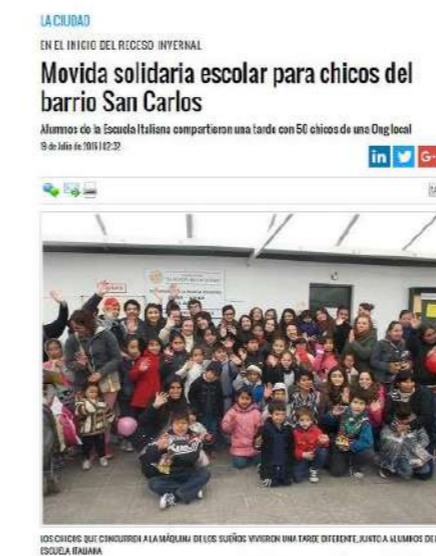 LA CIUDAD
EN EL INICIO DEL RECESO INVERNAL
Movida solidaria escolar para chicos del
barrio San Carlos
Alumnos de la Escuela Italiana compartieron una tarde con 50 chicos de una Ong local
19 de Julio de 2016 | 02:32
in G+
LOS CHICOS QUE CONCURREN A LA MÁQUINA DE LOS SUEÑOS VIVIERON UNA TARDE DIFERENTE, JUNTO A ALUMNOS DE
ESCUELA ITALIANA